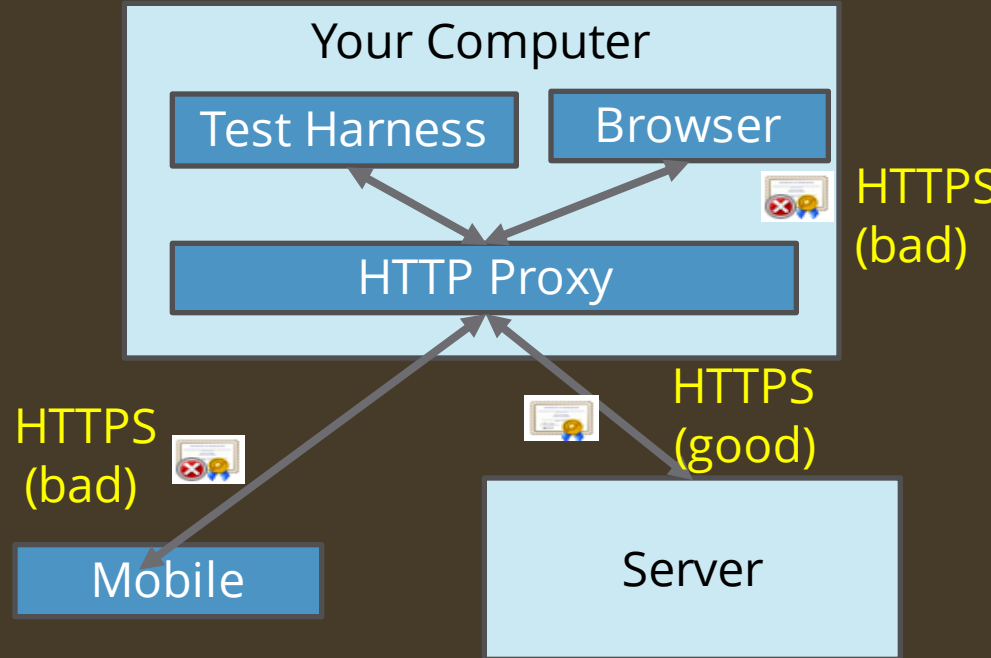 Your Computer
Test Harness
Browser
HTTPS
(bad)
HTTP Proxy
HTTPS
(good)
HTTPS
(bad)
Mobile
Server